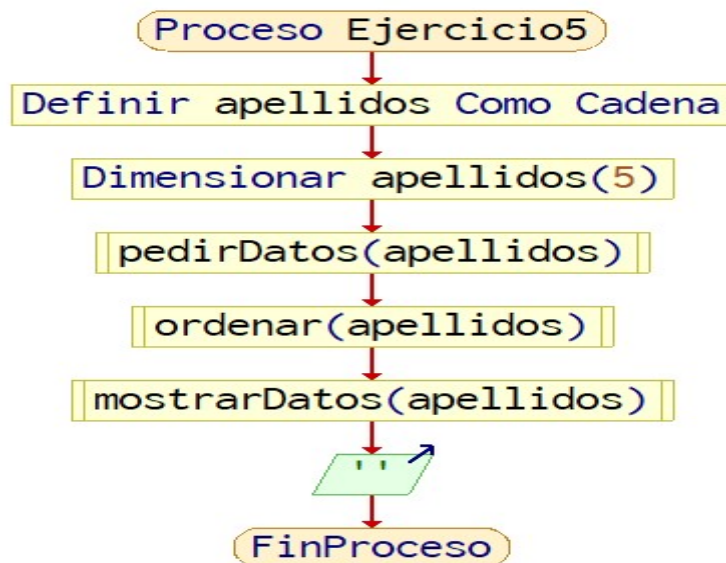 Proceso Ejercicio5
Definir apellidos Como Cadena
Dimensionar apellidos(5)
pedirDatos(apellidos)
ordenar(apellidos)
mostrarDatos(apellidos)
''
FinProceso